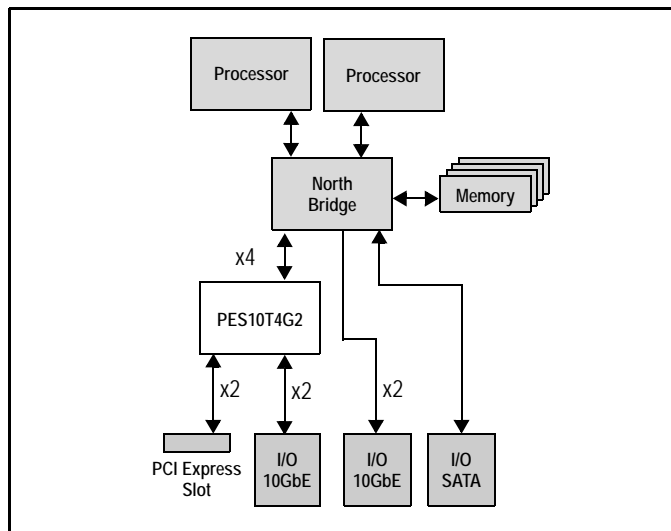 Processor
Processor
North
Bridge
Memory
x4
PES10T4G2
x2
x2
x2
PCI Express
Slot
I/O
10GbE
I/O
10GbE
I/O
SATA